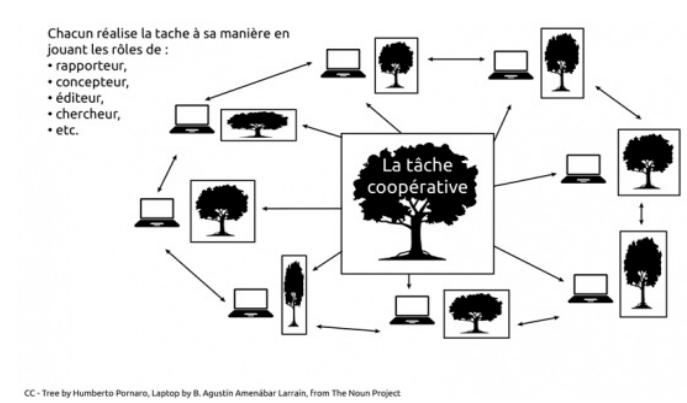 Chacun réalise la tache à sa manière en
jouant les rôles de :
• rapporteur,
• concepteur,
• éditeur,
• chercheur,
• etc.
La tâche
coopérative
CC - Tree by Humberto Pornaro, Laptop by B. Agustín Amenábar Larraín, from The Noun Project